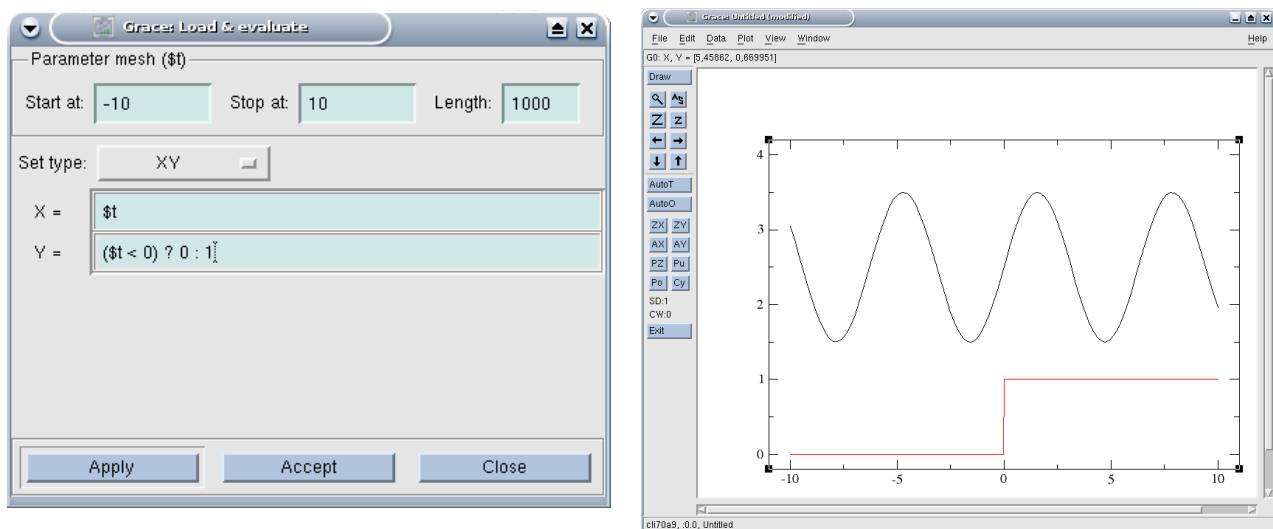 Grace: Load & evaluate
Parameter mesh ($t)
Start at: -10 Stop at: 10 Length: 1000
Set type: XY
X = $t
Y = ($t < 0) ? 0 : 1
Apply Accept Close
Grace: Untitled (modified)
File Edit Data Plot View Window Help
G0: X, Y = [5,45862, 0,669951]
Draw
AS
Z z
AutoT
AutoO
ZX ZY
AX AY
PZ Pu
Po Cy
SD:1
CW:0
Exit
4
3
2
1
0
-10 -5 0 5 10
cli70a9, :0.0, Untitled